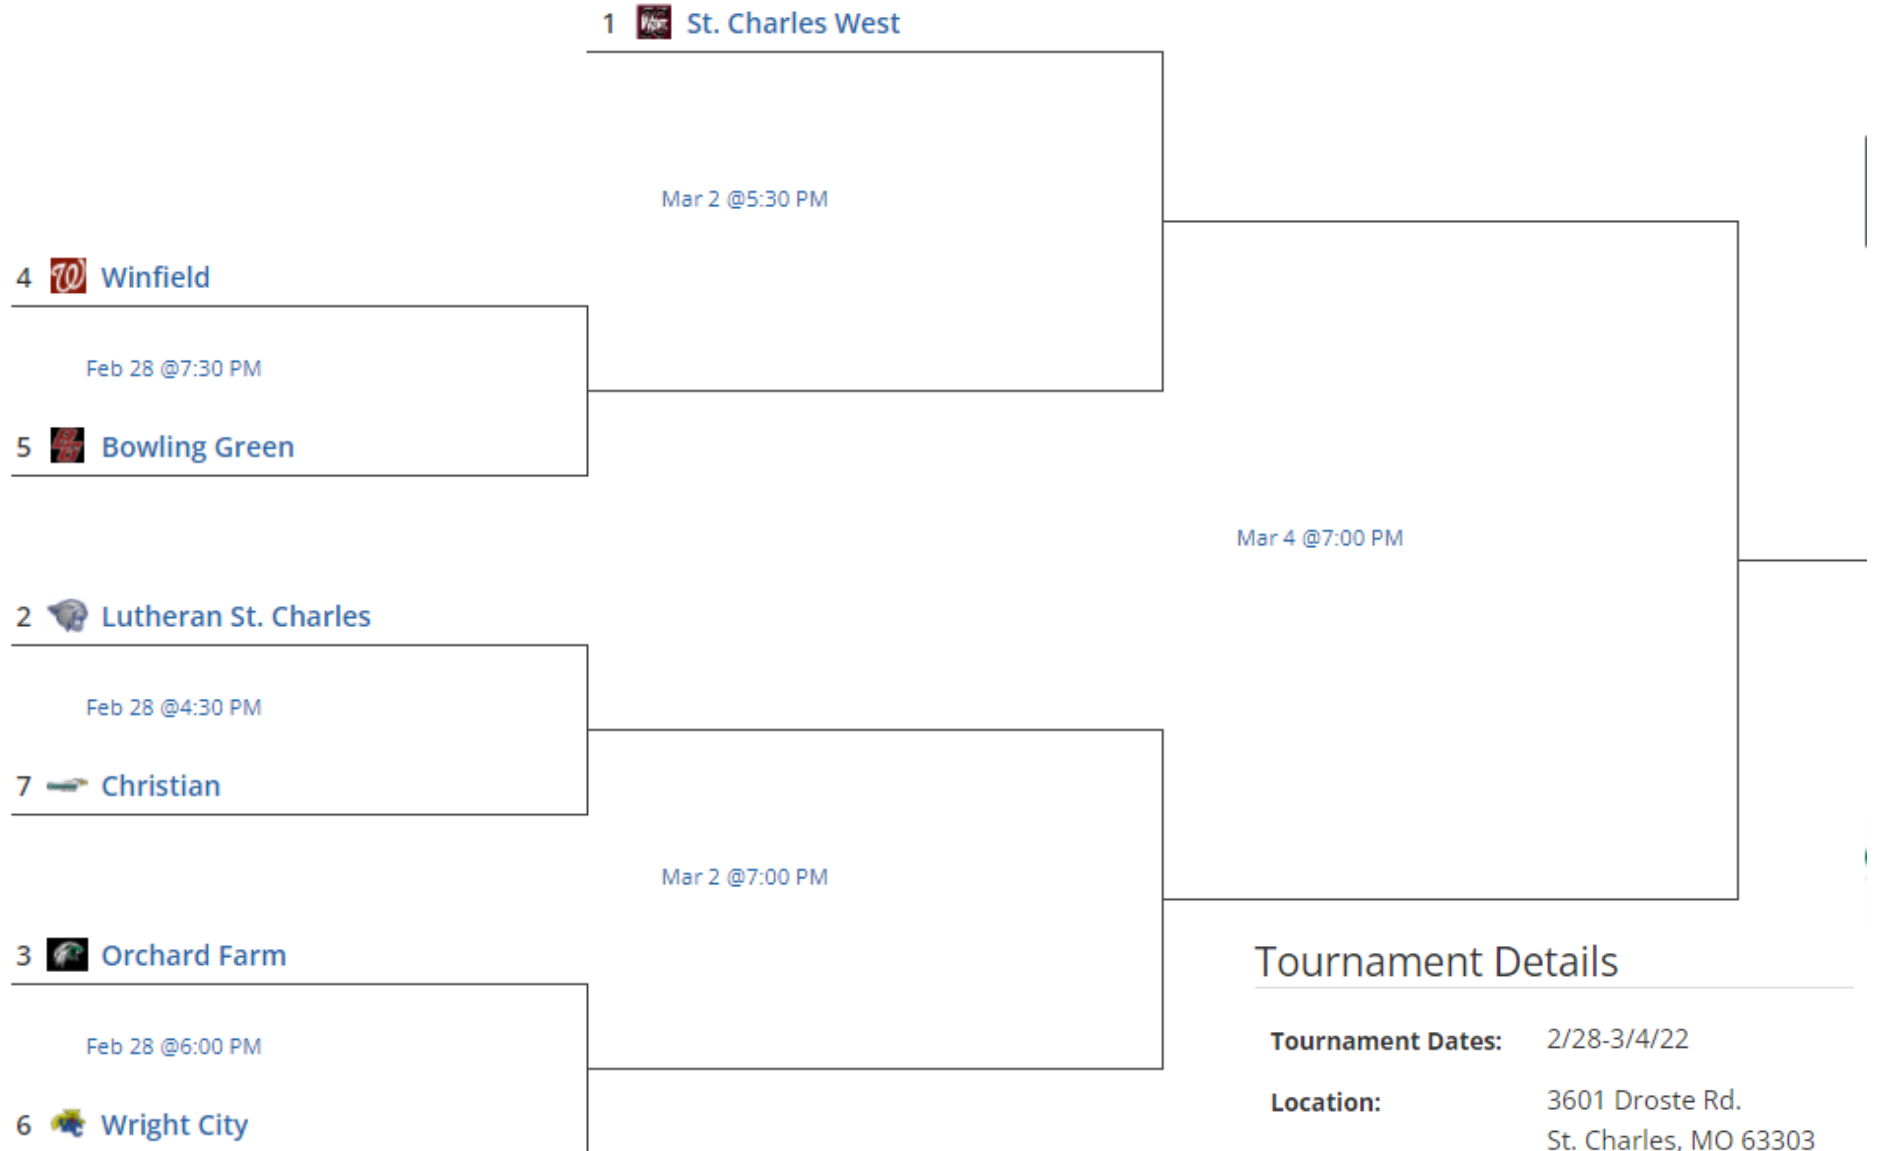 1 St. Charles West
Mar 2 @5:30 PM
4 Winfield
Feb 28 @7:30 PM
5 Bowling Green
Mar 4 @7:00 PM
2 Lutheran St. Charles
Feb 28 @4:30 PM
7 Christian
Mar 2 @7:00 PM
3 Orchard Farm
Feb 28 @6:00 PM
6 Wright City
Tournament Details
Tournament Dates: 2/28-3/4/22
Location: 3601 Droste Rd.
St. Charles, MO 63303